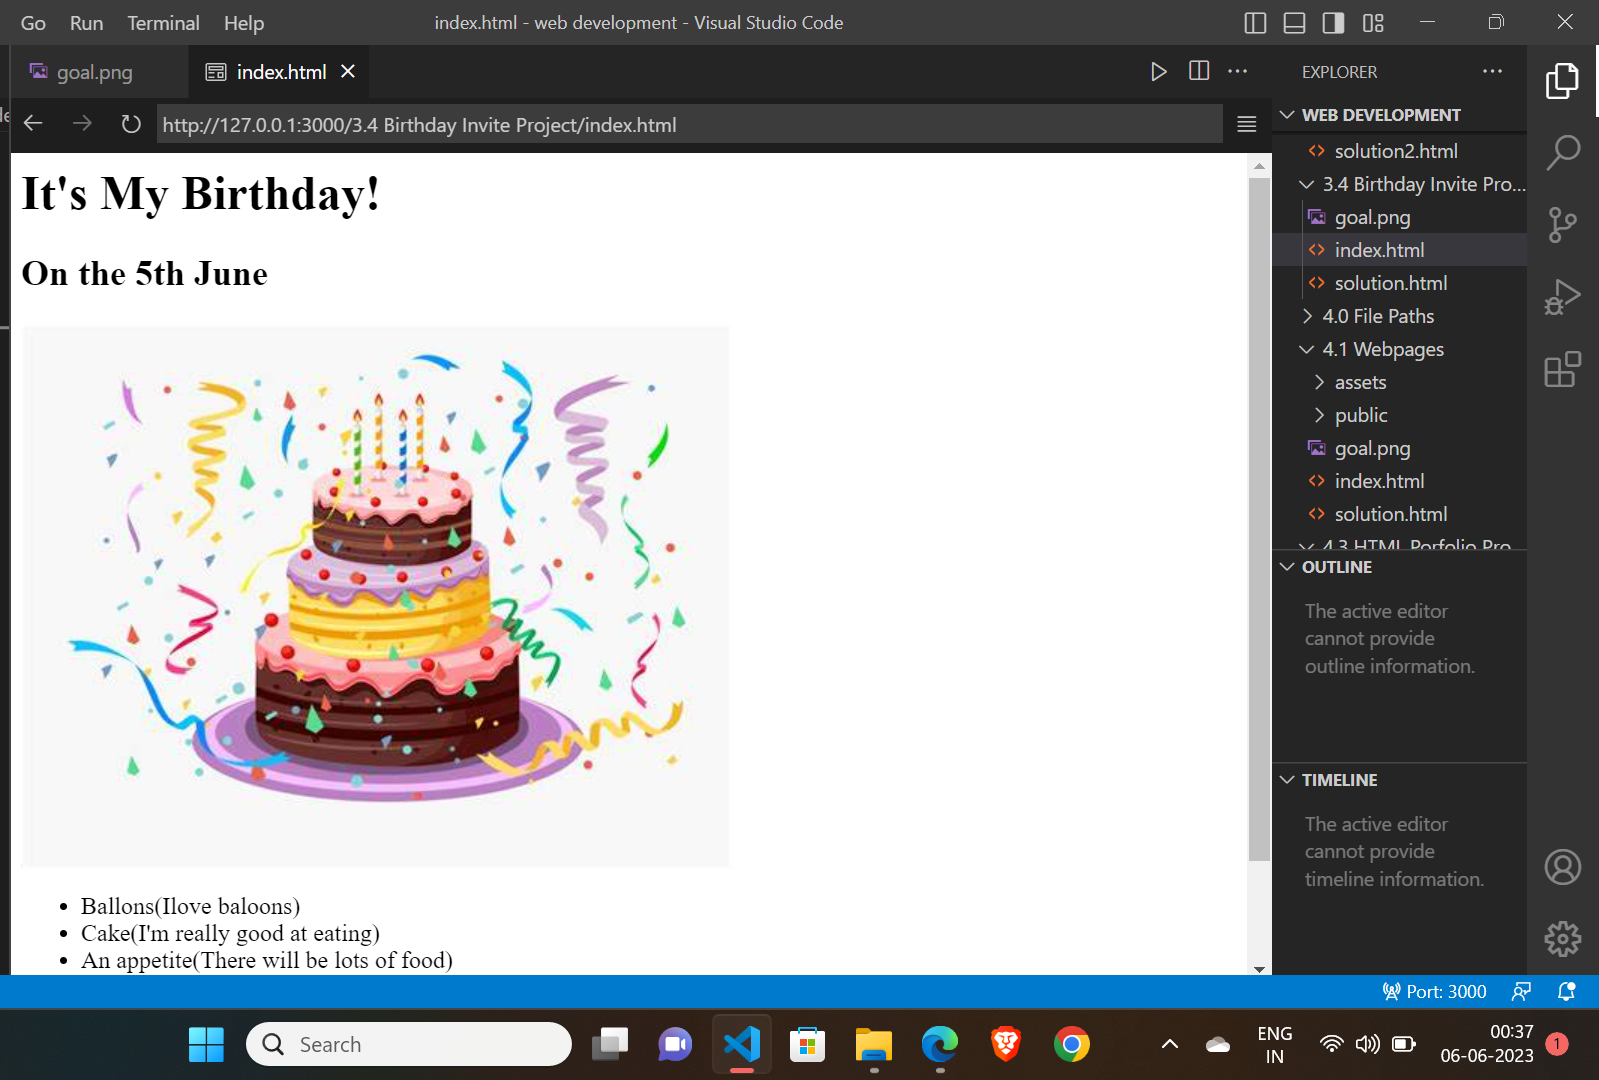 Go Run Terminal Help index.html - web development - Visual Studio Code
goal.png index.html
http://127.0.0.1:3000/3.4 Birthday Invite Project/index.html
It's My Birthday!
On the 5th June
Ballons(Ilove baloons)
Cake(I'm really good at eating)
An appetite(There will be lots of food)
EXPLORER
WEB DEVELOPMENT
solution2.html
3.4 Birthday Invite Pro...
goal.png
index.html
solution.html
4.0 File Paths
4.1 Webpages
assets
public
goal.png
index.html
solution.html
4.3 HTML Porfolio Pro
OUTLINE
The active editor
cannot provide
outline information.
TIMELINE
The active editor
cannot provide
timeline information.
Port: 3000
Search
ENG
IN
00:37
06-06-2023
1